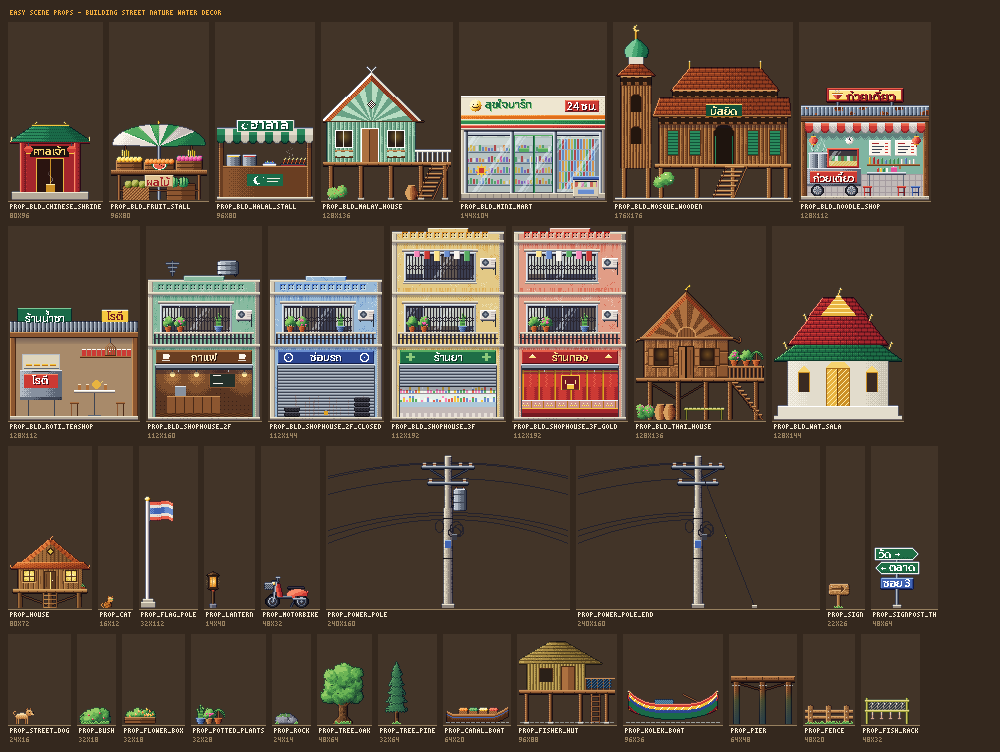 EASY SCENE PROPS - BUILDING STREET NATURE WATER DECOR
ศาลเจ้า
ผลไม้
ฮาลาล
สุขใจมาร์ท
24 ชม.
มัสยิด
ก๋วยเตี๋ยว
ก๋วยเตี๋ยว
PROP_BLD_CHINESE_SHRINE
80X96
PROP_BLD_FRUIT_STALL
96X80
PROP_BLD_HALAL_STALL
96X80
PROP_BLD_MALAY_HOUSE
128X136
PROP_BLD_MINI_MART
144X104
PROP_BLD_MOSQUE_WOODEN
176X176
PROP_BLD_NOODLE_SHOP
128X112
ร้านน้ำชา
โรตี
โรตี
กาแฟ
ซ่อมรถ
ร้านยา
ร้านทอง
PROP_BLD_ROTI_TEASHOP
128X112
PROP_BLD_SHOPHOUSE_2F
112X160
PROP_BLD_SHOPHOUSE_2F_CLOSED
112X144
PROP_BLD_SHOPHOUSE_3F
112X192
PROP_BLD_SHOPHOUSE_3F_GOLD
112X192
PROP_BLD_THAI_HOUSE
128X136
PROP_BLD_WAT_SALA
128X144
วัด →
← ตลาด
ซอย 3
PROP_HOUSE
80X72
PROP_CAT
16X12
PROP_FLAG_POLE
32X112
PROP_LANTERN
14X40
PROP_MOTORBIKE
48X32
PROP_POWER_POLE
240X160
PROP_POWER_POLE_END
240X160
PROP_SIGN
22X26
PROP_SIGNPOST_TH
48X64
PROP_STREET_DOG
24X16
PROP_BUSH
32X18
PROP_FLOWER_BOX
32X18
PROP_POTTED_PLANTS
32X20
PROP_ROCK
24X14
PROP_TREE_OAK
48X64
PROP_TREE_PINE
32X64
PROP_CANAL_BOAT
64X20
PROP_FISHER_HUT
96X88
PROP_KOLEK_BOAT
96X36
PROP_PIER
64X48
PROP_FENCE
48X20
PROP_FISH_RACK
48X32